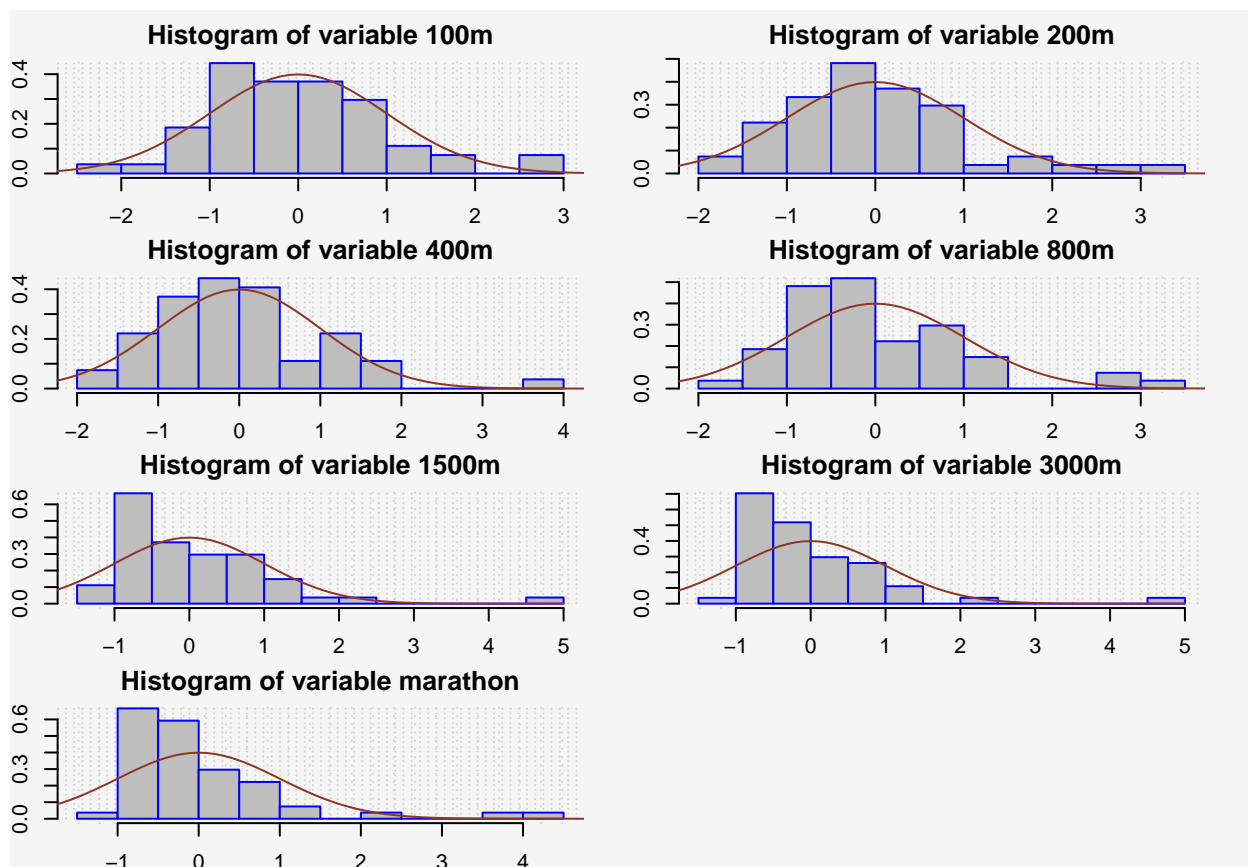 Histogram of variable 100m
0.0 0.2 0.4
−2 −1 0 1 2 3
Histogram of variable 200m
0.0 0.3
−2 −1 0 1 2 3
Histogram of variable 400m
0.0 0.2 0.4
−2 −1 0 1 2 3 4
Histogram of variable 800m
0.0 0.3
−2 −1 0 1 2 3
Histogram of variable 1500m
0.0 0.3 0.6
−1 0 1 2 3 4 5
Histogram of variable 3000m
0.0 0.4
−1 0 1 2 3 4 5
Histogram of variable marathon
0.0 0.3 0.6
−1 0 1 2 3 4